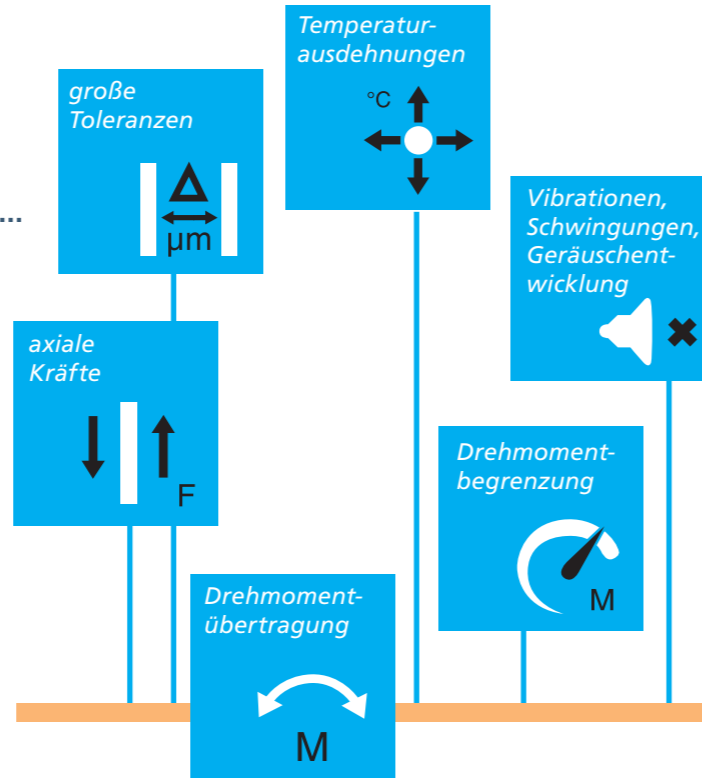 Temperatur-
ausdehnungen
°C
große
Toleranzen
Δ
µm
...
Vibrationen,
Schwingungen,
Geräuschent-
wicklung
axiale
Kräfte
F
Drehmoment-
begrenzung
M
Drehmoment-
übertragung
M